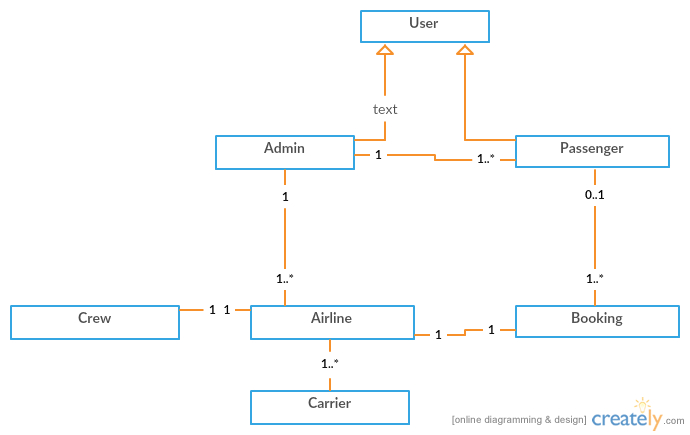 User
text
Admin
1
1..*
Passenger
1
0..1
1..*
1..*
Crew
1 1
Airline
1
1
Booking
1..*
Carrier
[online diagramming & design] creately.com